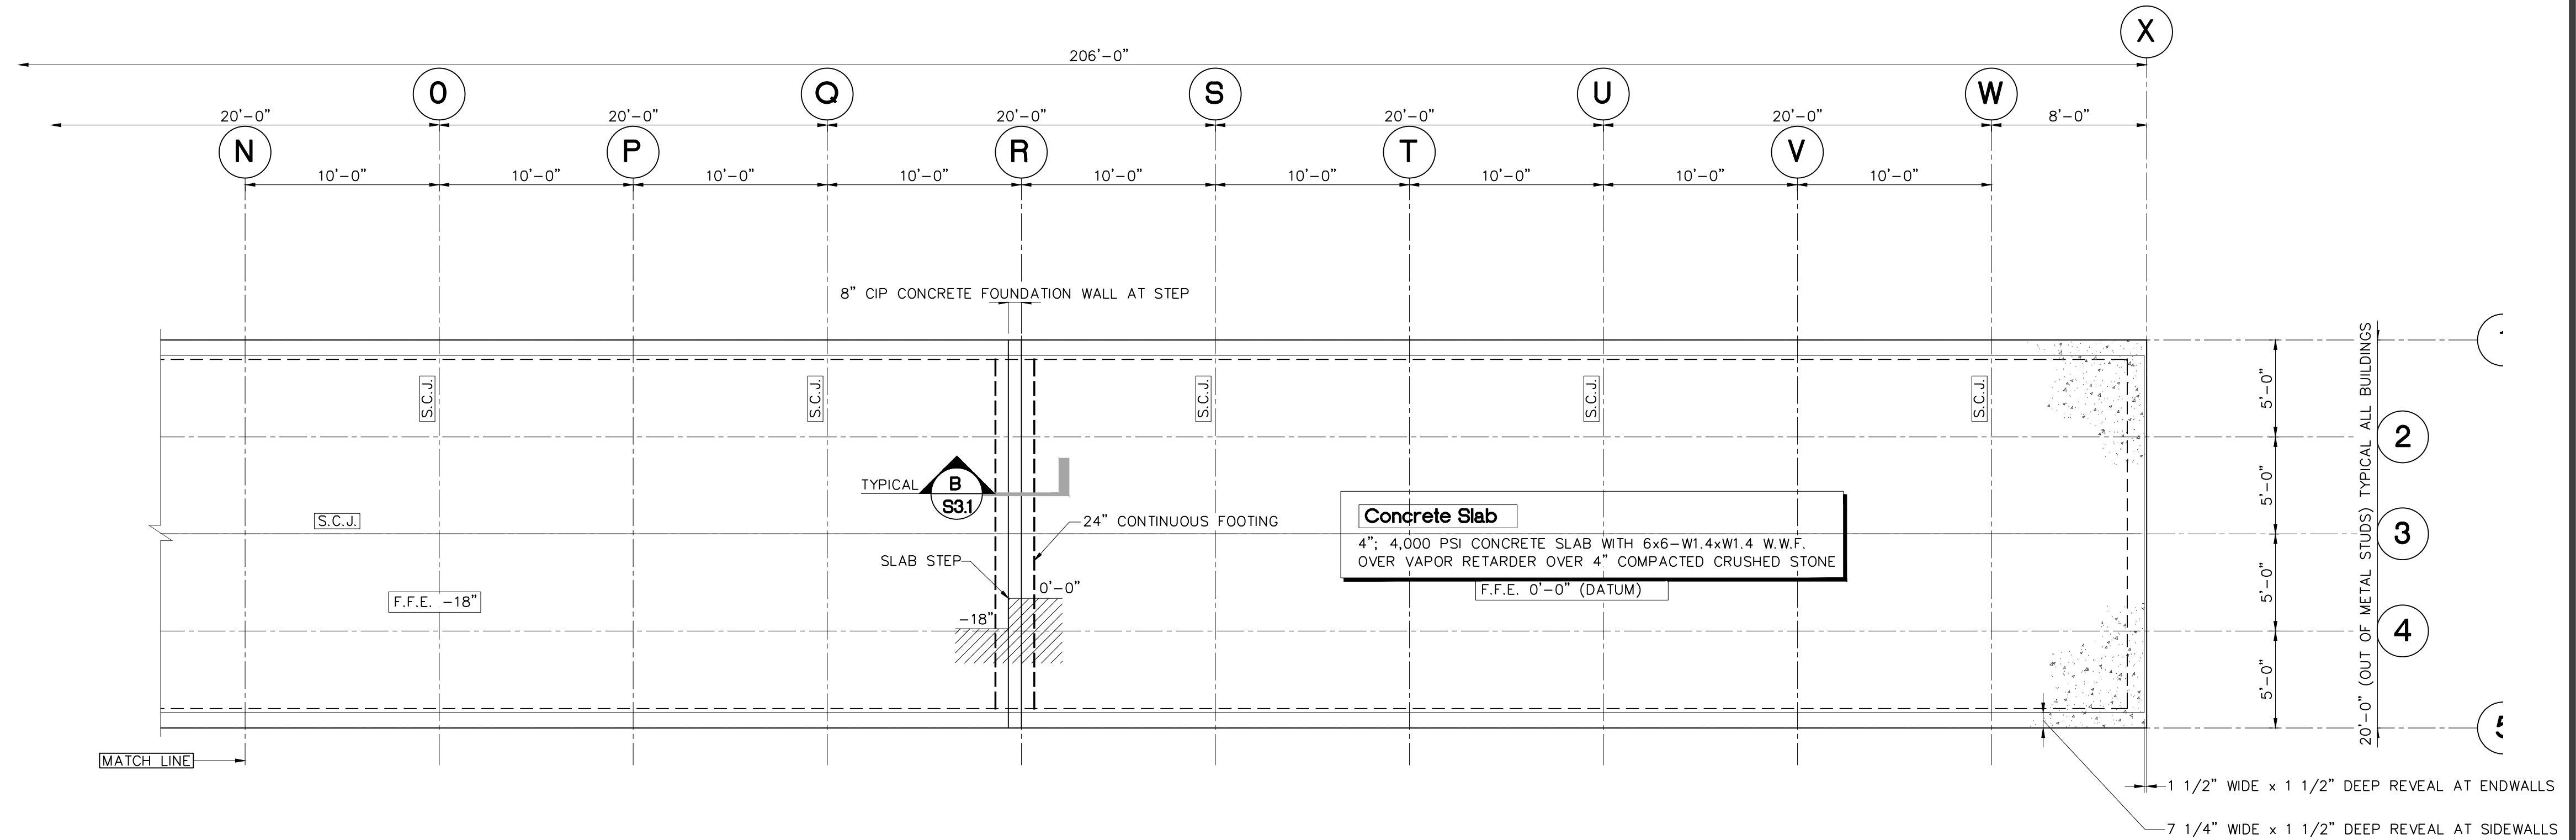 X
206'-0"
O Q S U W
20'-0" 20'-0" 20'-0" 20'-0" 20'-0" 8'-0"
N P R T V
10'-0" 10'-0" 10'-0" 10'-0" 10'-0" 10'-0" 10'-0" 10'-0" 10'-0"
8" CIP CONCRETE FOUNDATION WALL AT STEP
S.C.J.
S.C.J.
S.C.J.
S.C.J.
S.C.J.
5'-0"
20'-0" (OUT OF METAL STUDS) TYPICAL ALL BUILDINGS
2
TYPICAL
B
S3.1
5'-0"
S.C.J.
24" CONTINUOUS FOOTING
Concrete Slab
4"; 4,000 PSI CONCRETE SLAB WITH 6x6-W1.4xW1.4 W.W.F.
OVER VAPOR RETARDER OVER 4" COMPACTED CRUSHED STONE
3
SLAB STEP
5'-0"
0'-0"
F.F.E. 0'-0" (DATUM)
F.F.E. -18"
-18"
4
5'-0"
MATCH LINE
1 1/2" WIDE x 1 1/2" DEEP REVEAL AT ENDWALLS
7 1/4" WIDE x 1 1/2" DEEP REVEAL AT SIDEWALLS